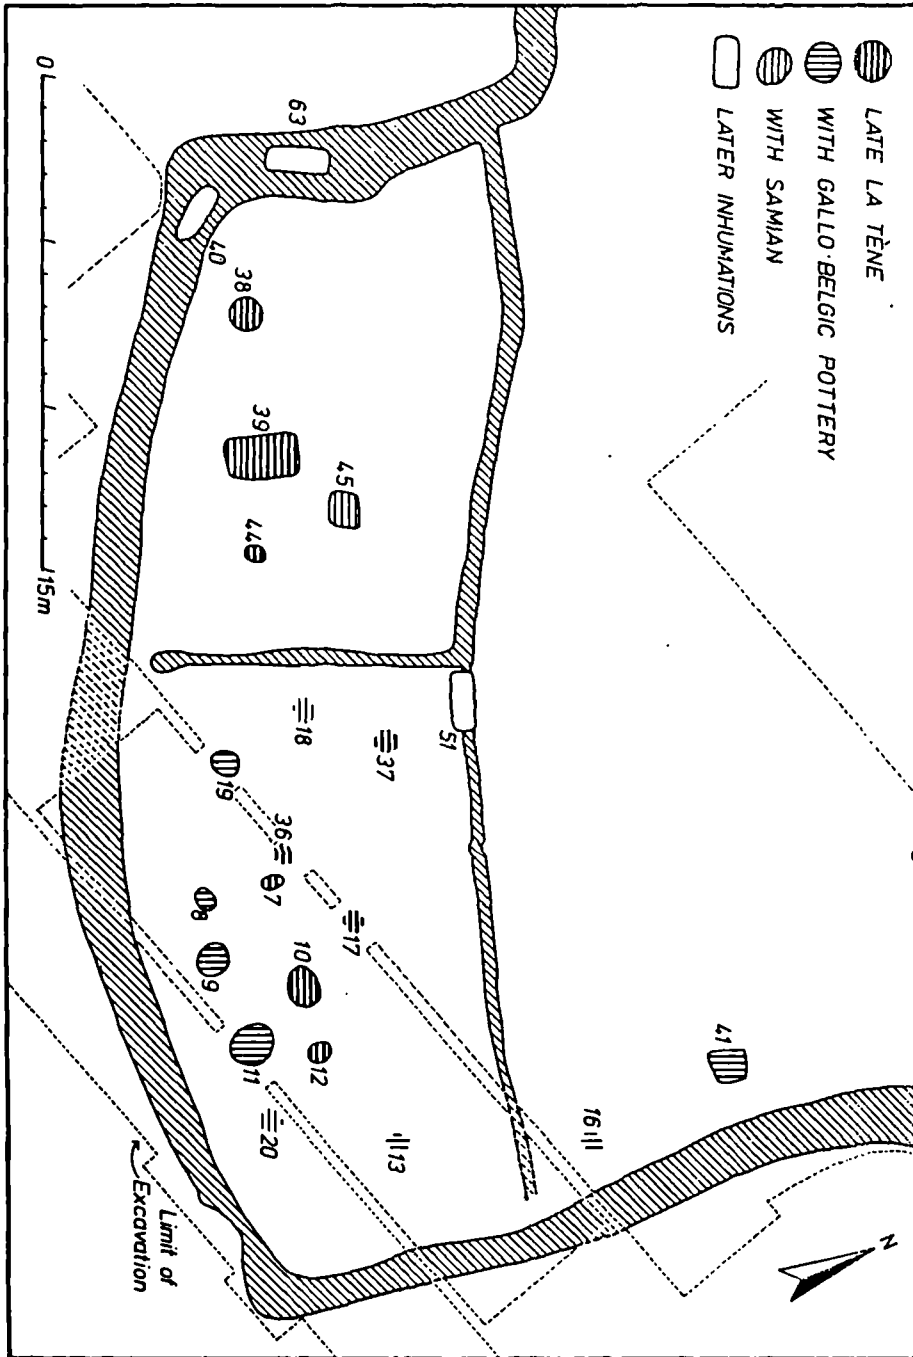 LATE LA TÈNE
WITH GALLO·BELGIC POTTERY
WITH SAMIAN
LATER INHUMATIONS
0
15m
63
40
38
39
45
44
51
18
37
19
36
7
8
17
9
10
11
12
41
16
20
13
Limit of
Excavation
N